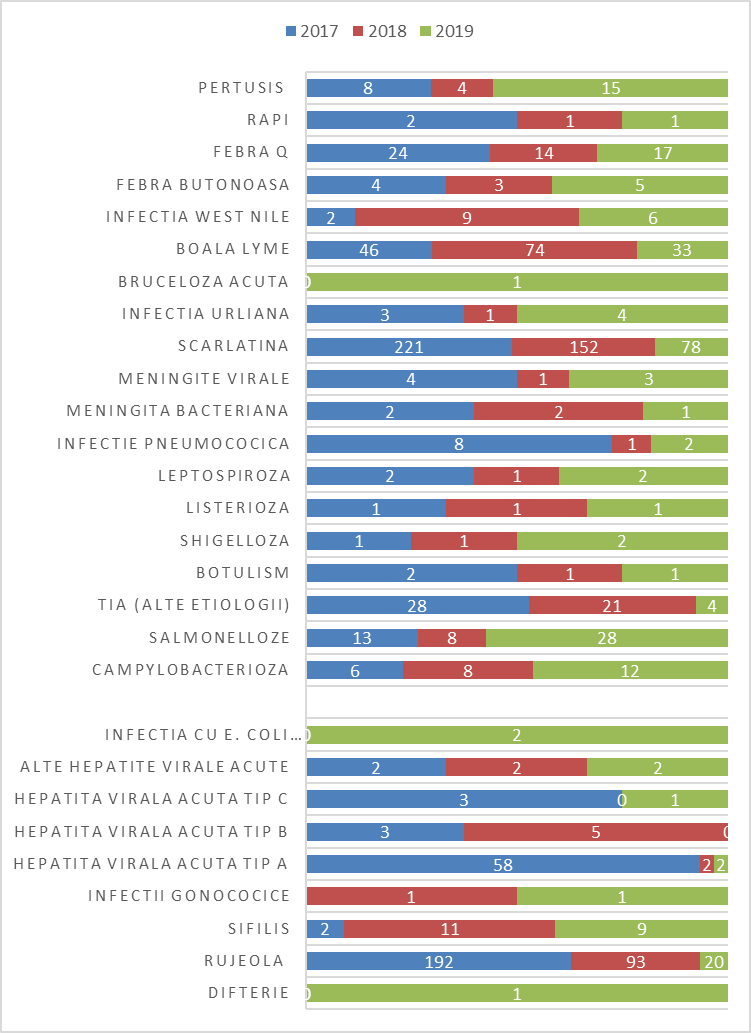 2017 2018 2019
PERTUSIS 8 4 15
RAPI 2 1 1
FEBRA Q 24 14 17
FEBRA BUTONOASA 4 3 5
INFECTIA WEST NILE 2 9 6
BOALA LYME 46 74 33
BRUCELOZA ACUTA 0 1
INFECTIA URLIANA 3 1 4
SCARLATINA 221 152 78
MENINGITE VIRALE 4 1 3
MENINGITA BACTERIANA 2 2 1
INFECTIE PNEUMOCOCICA 8 1 2
LEPTOSPIROZA 2 1 2
LISTERIOZA 1 1 1
SHIGELLOZA 1 1 2
BOTULISM 2 1 1
TIA (ALTE ETIOLOGII) 28 21 4
SALMONELLOZE 13 8 28
CAMPYLOBACTERIOZA 6 8 12
INFECTIA CU E. COLI... 0 2
ALTE HEPATITE VIRALE ACUTE 2 2 2
HEPATITA VIRALA ACUTA TIP C 3 0 1
HEPATITA VIRALA ACUTA TIP B 3 5 0
HEPATITA VIRALA ACUTA TIP A 58 2 2
INFECTII GONOCOCICE 1 1
SIFILIS 2 11 9
RUJEOLA 192 93 20
DIFTERIE 0 1